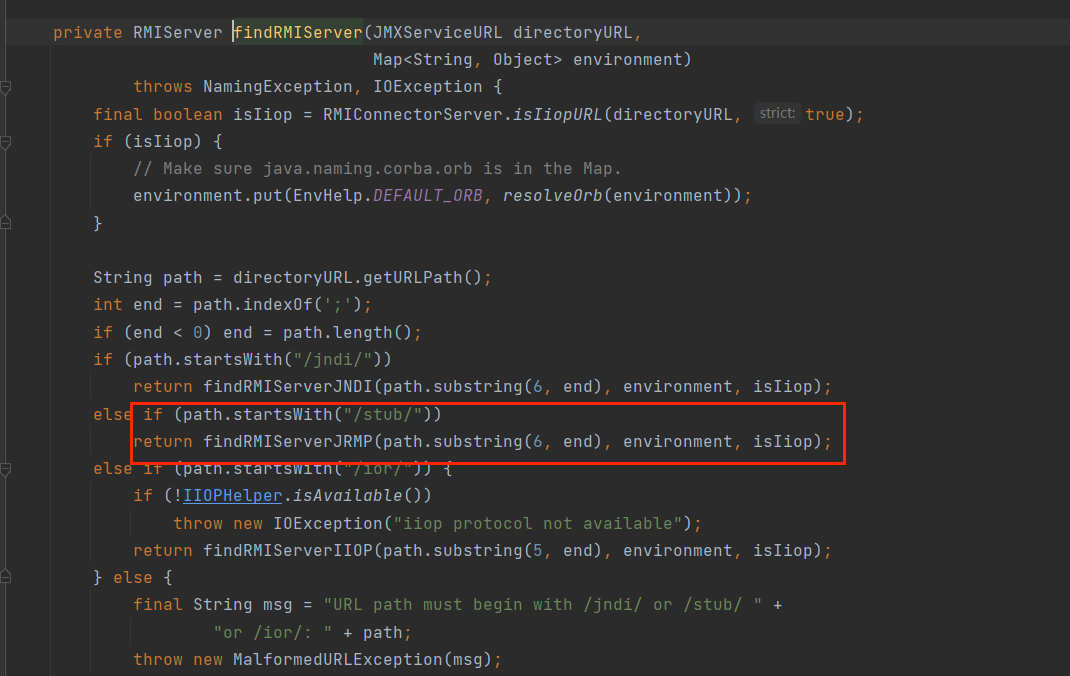 private RMIServer findRMIServer(JMXServiceURL directoryURL,
Map<String, Object> environment)
throws NamingException, IOException {
final boolean isIiop = RMIConnectorServer.isIiopURL(directoryURL, strict: true);
if (isIiop) {
// Make sure java.naming.corba.orb is in the Map.
environment.put(EnvHelp.DEFAULT_ORB, resolveOrb(environment));
}
String path = directoryURL.getURLPath();
int end = path.indexOf(';');
if (end < 0) end = path.length();
if (path.startsWith("/jndi/"))
return findRMIServerJNDI(path.substring(6, end), environment, isIiop);
else if (path.startsWith("/stub/"))
return findRMIServerJRMP(path.substring(6, end), environment, isIiop);
else if (path.startsWith("/ior/")) {
if (!IIOPHelper.isAvailable())
throw new IOException("iiop protocol not available");
return findRMIServerIIOP(path.substring(5, end), environment, isIiop);
} else {
final String msg = "URL path must begin with /jndi/ or /stub/ " +
"or /ior/: " + path;
throw new MalformedURLException(msg);